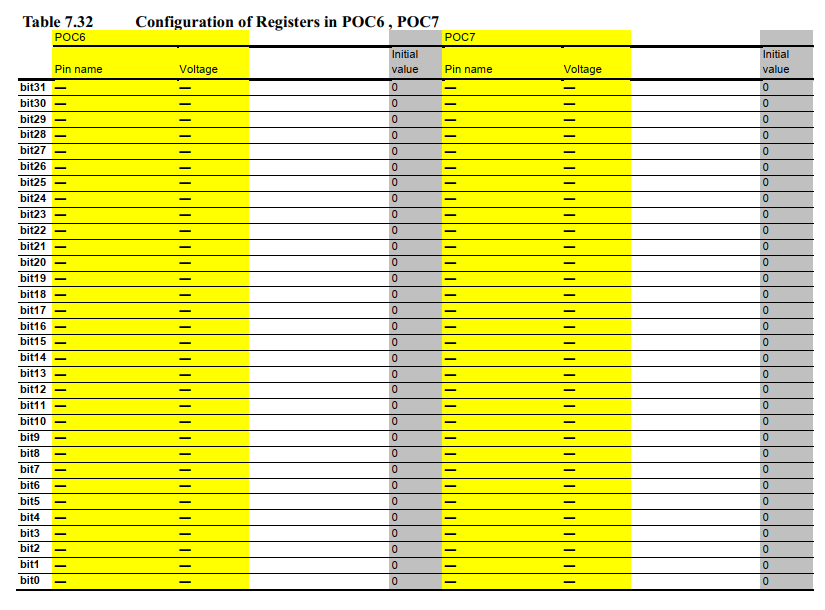 Table 7.32 Configuration of Registers in POC6 , POC7
POC6 POC7
Initial Initial
Pin name Voltage value Pin name Voltage value
bit31 — — 0 — — 0
bit30 — — 0 — — 0
bit29 — — 0 — — 0
bit28 — — 0 — — 0
bit27 — — 0 — — 0
bit26 — — 0 — — 0
bit25 — — 0 — — 0
bit24 — — 0 — — 0
bit23 — — 0 — — 0
bit22 — — 0 — — 0
bit21 — — 0 — — 0
bit20 — — 0 — — 0
bit19 — — 0 — — 0
bit18 — — 0 — — 0
bit17 — — 0 — — 0
bit16 — — 0 — — 0
bit15 — — 0 — — 0
bit14 — — 0 — — 0
bit13 — — 0 — — 0
bit12 — — 0 — — 0
bit11 — — 0 — — 0
bit10 — — 0 — — 0
bit9 — — 0 — — 0
bit8 — — 0 — — 0
bit7 — — 0 — — 0
bit6 — — 0 — — 0
bit5 — — 0 — — 0
bit4 — — 0 — — 0
bit3 — — 0 — — 0
bit2 — — 0 — — 0
bit1 — — 0 — — 0
bit0 — — 0 — — 0